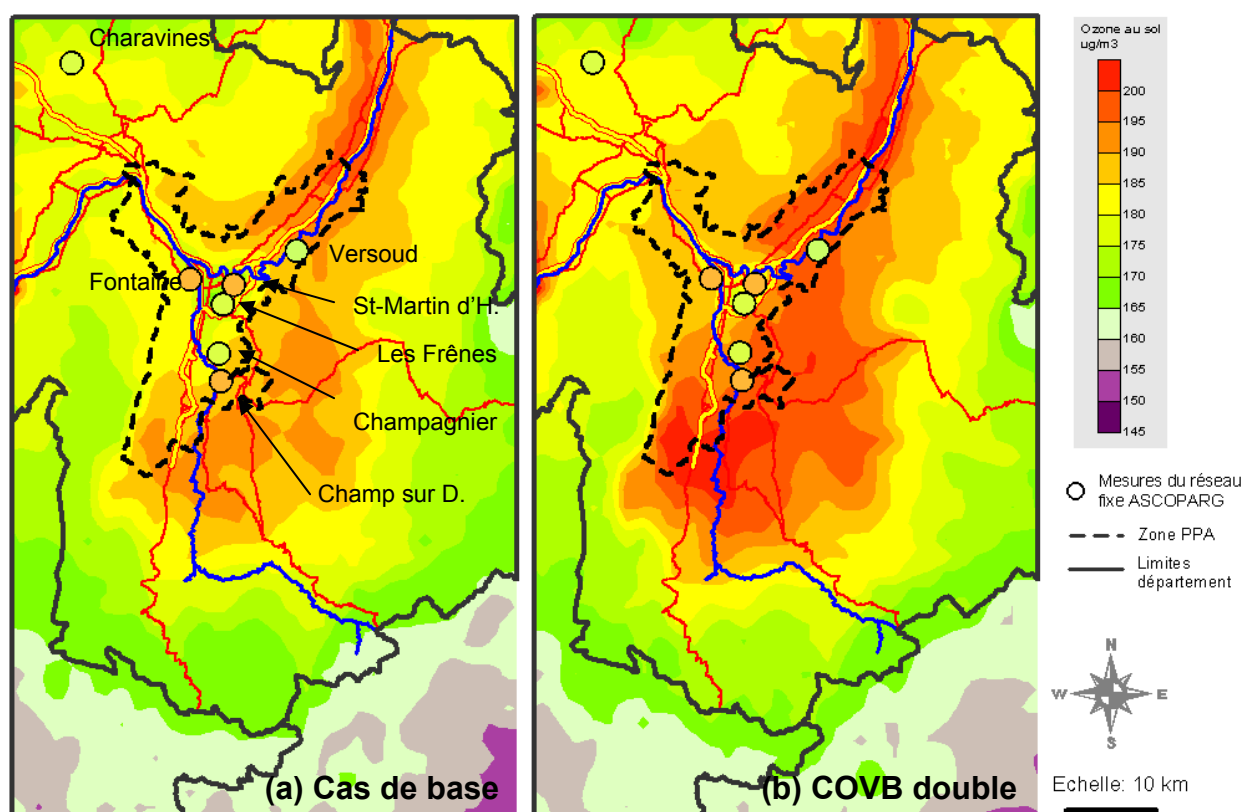 Charavines
Fontaine
Versoud
St-Martin d'H.
Les Frênes
Champagnier
Champ sur D.
(a) Cas de base
(b) COVB double
Ozone au sol
ug/m3
200
195
190
185
180
175
170
165
160
155
150
145
Mesures du réseau
fixe ASCOPARG
Zone PPA
Limites
département
N
W
E
S
Echelle: 10 km